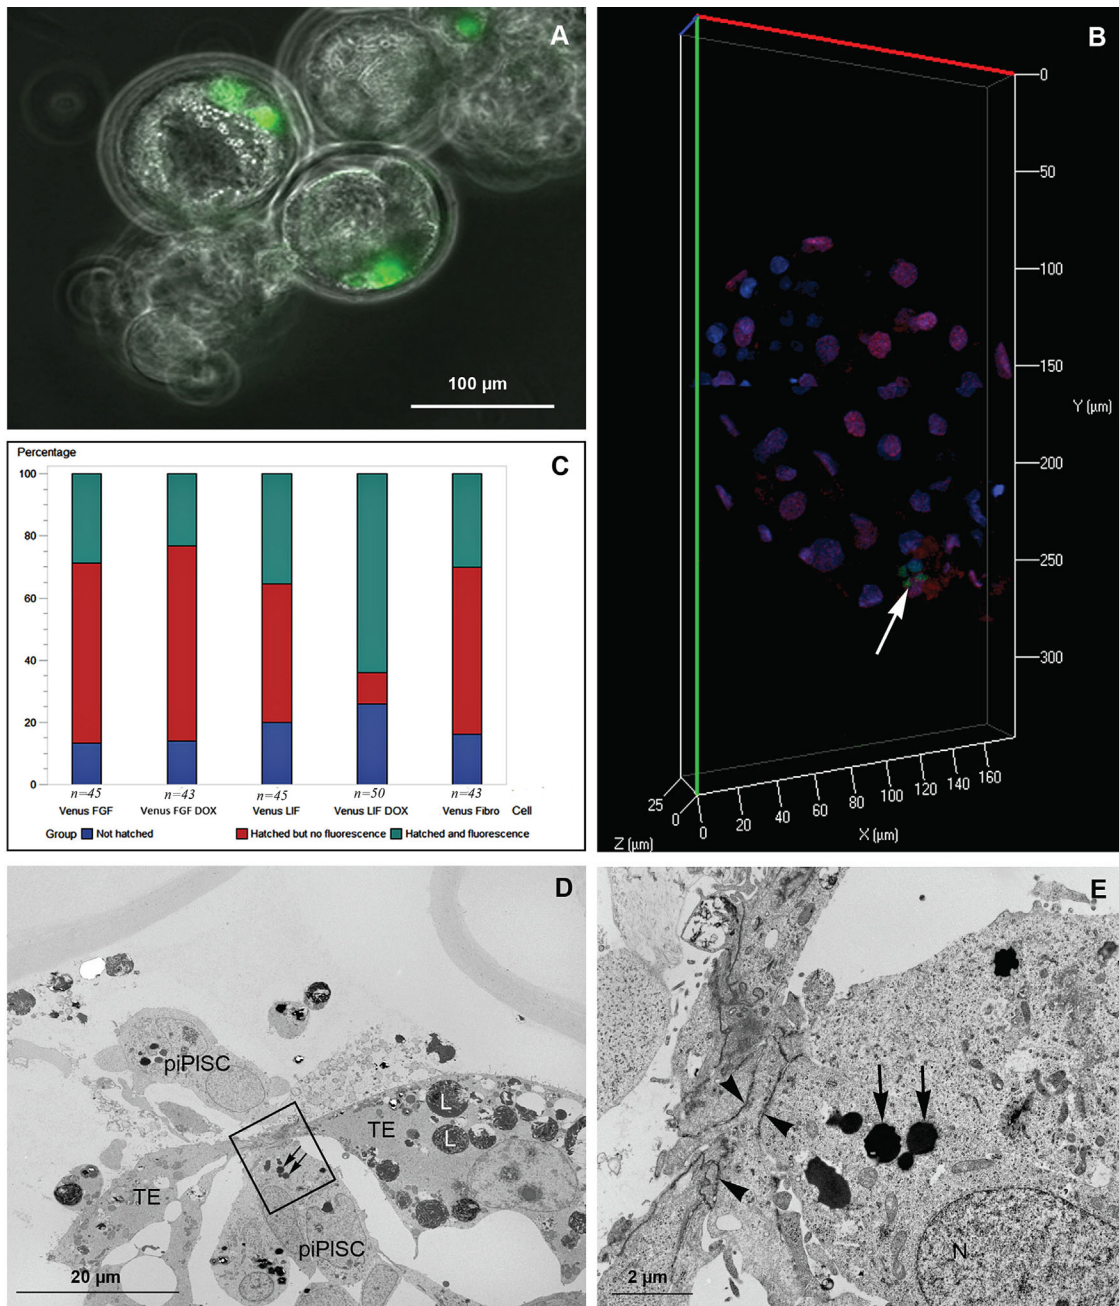 A
100 µm
B
0
50
100
150
Y (µm)
200
250
300
25
0
Z (µm)
0
20
40
60
80
100
120
140
160
X (µm)
Percentage
C
100
80
60
40
20
0
n=45 n=43 n=45 n=50 n=43
Venus FGF Venus FGF DOX Venus LIF Venus LIF DOX Venus Fibro Cell
Group Not hatched Hatched but no fluorescence Hatched and fluorescence
D
piPISC
L
TE
L
TE
piPISC
20 µm
E
N
2 µm